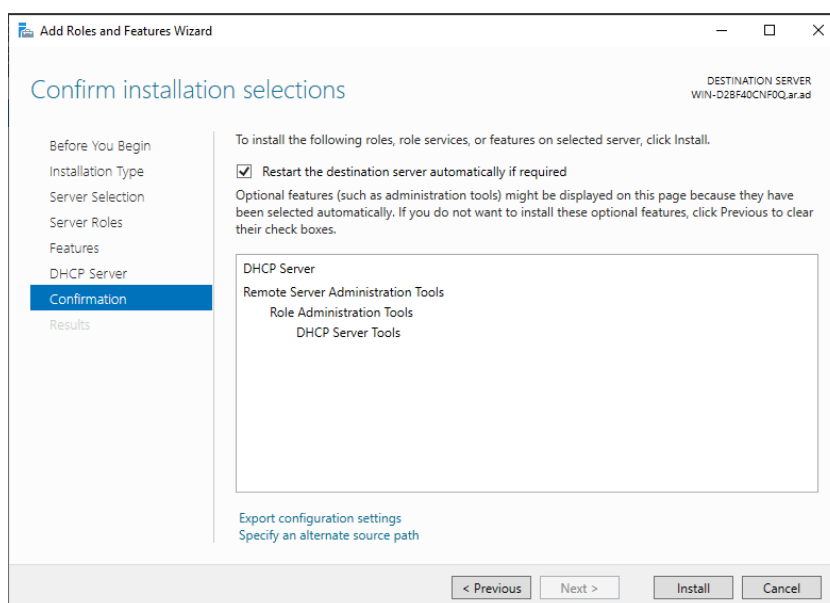 Add Roles and Features Wizard
Confirm installation selections
DESTINATION SERVER
WIN-D2BF40CNF0Q.ar.ad
Before You Begin
Installation Type
Server Selection
Server Roles
Features
DHCP Server
Confirmation
Results
To install the following roles, role services, or features on selected server, click Install.
Restart the destination server automatically if required
Optional features (such as administration tools) might be displayed on this page because they have
been selected automatically. If you do not want to install these optional features, click Previous to clear
their check boxes.
DHCP Server
Remote Server Administration Tools
Role Administration Tools
DHCP Server Tools
Export configuration settings
Specify an alternate source path
< Previous
Next >
Install
Cancel